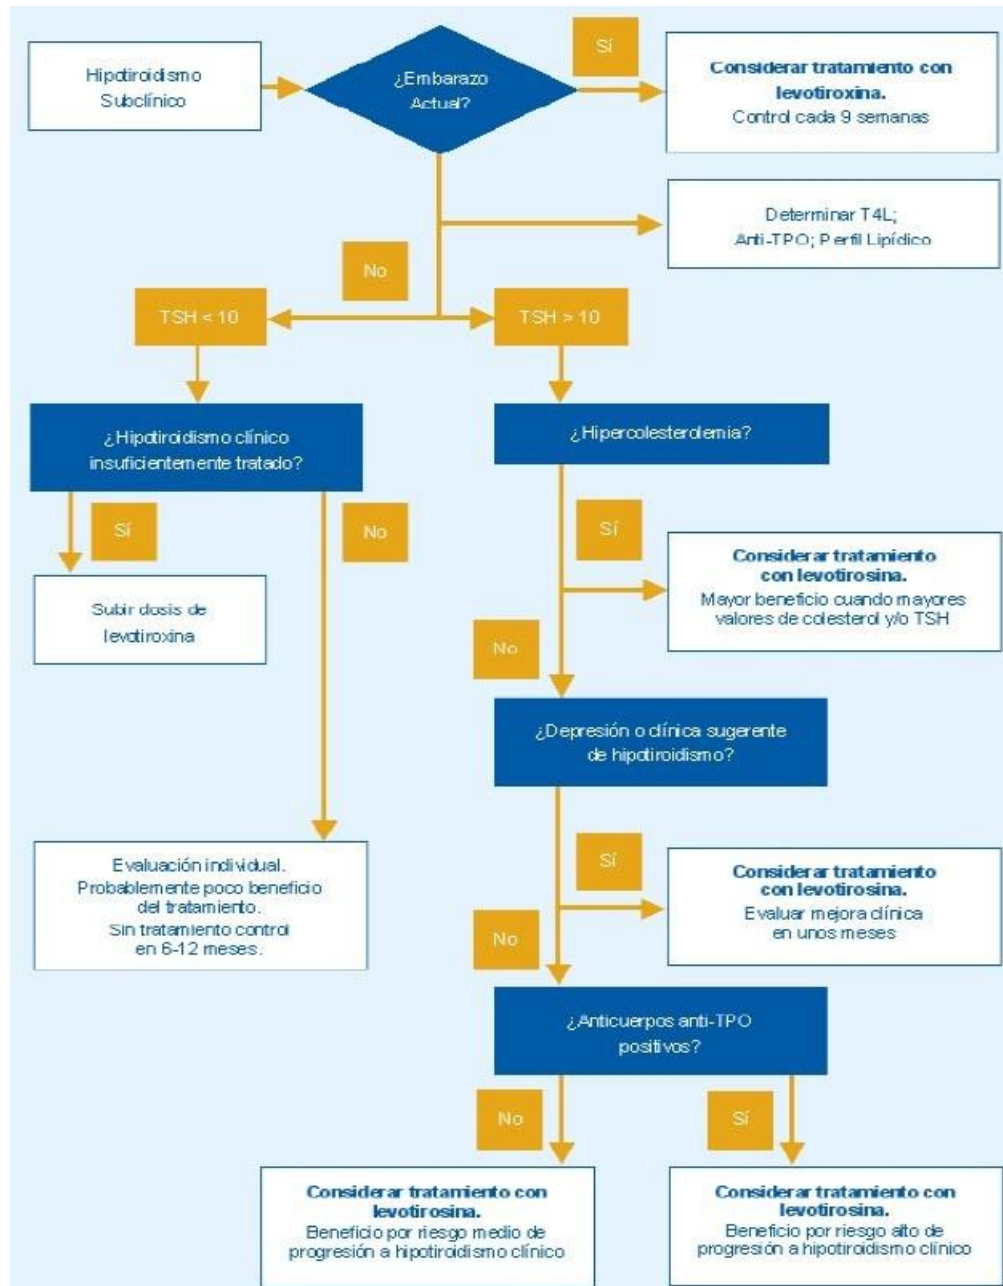 Hipotiroidismo
Subclínico
¿Embarazo
Actual?
Sí
Considerar tratamiento con
levotiroxina.
Control cada 9 semanas
Determinar T4L;
Anti-TPO; Perfil Lipídico
No
TSH < 10
TSH > 10
¿Hipotiroidismo clínico
insuficientemente tratado?
¿Hipercolesterolemia?
Sí
No
Subir dosis de
levotiroxina
Sí
Considerar tratamiento
con levotirosina.
Mayor beneficio cuando mayores
valores de colesterol y/o TSH
No
¿Depresión o clínica sugerente
de hipotiroidismo?
Evaluación individual.
Probablemente poco beneficio
del tratamiento.
Sin tratamiento control
en 6-12 meses.
Sí
Considerar tratamiento
con levotirosina.
Evaluar mejora clínica
en unos meses
No
¿Anticuerpos anti-TPO
positivos?
No
Sí
Considerar tratamiento con
levotirosina.
Beneficio por riesgo medio de
progresión a hipotiroidismo clínico
Considerar tratamiento con
levotirosina.
Beneficio por riesgo alto de
progresión a hipotiroidismo clínico